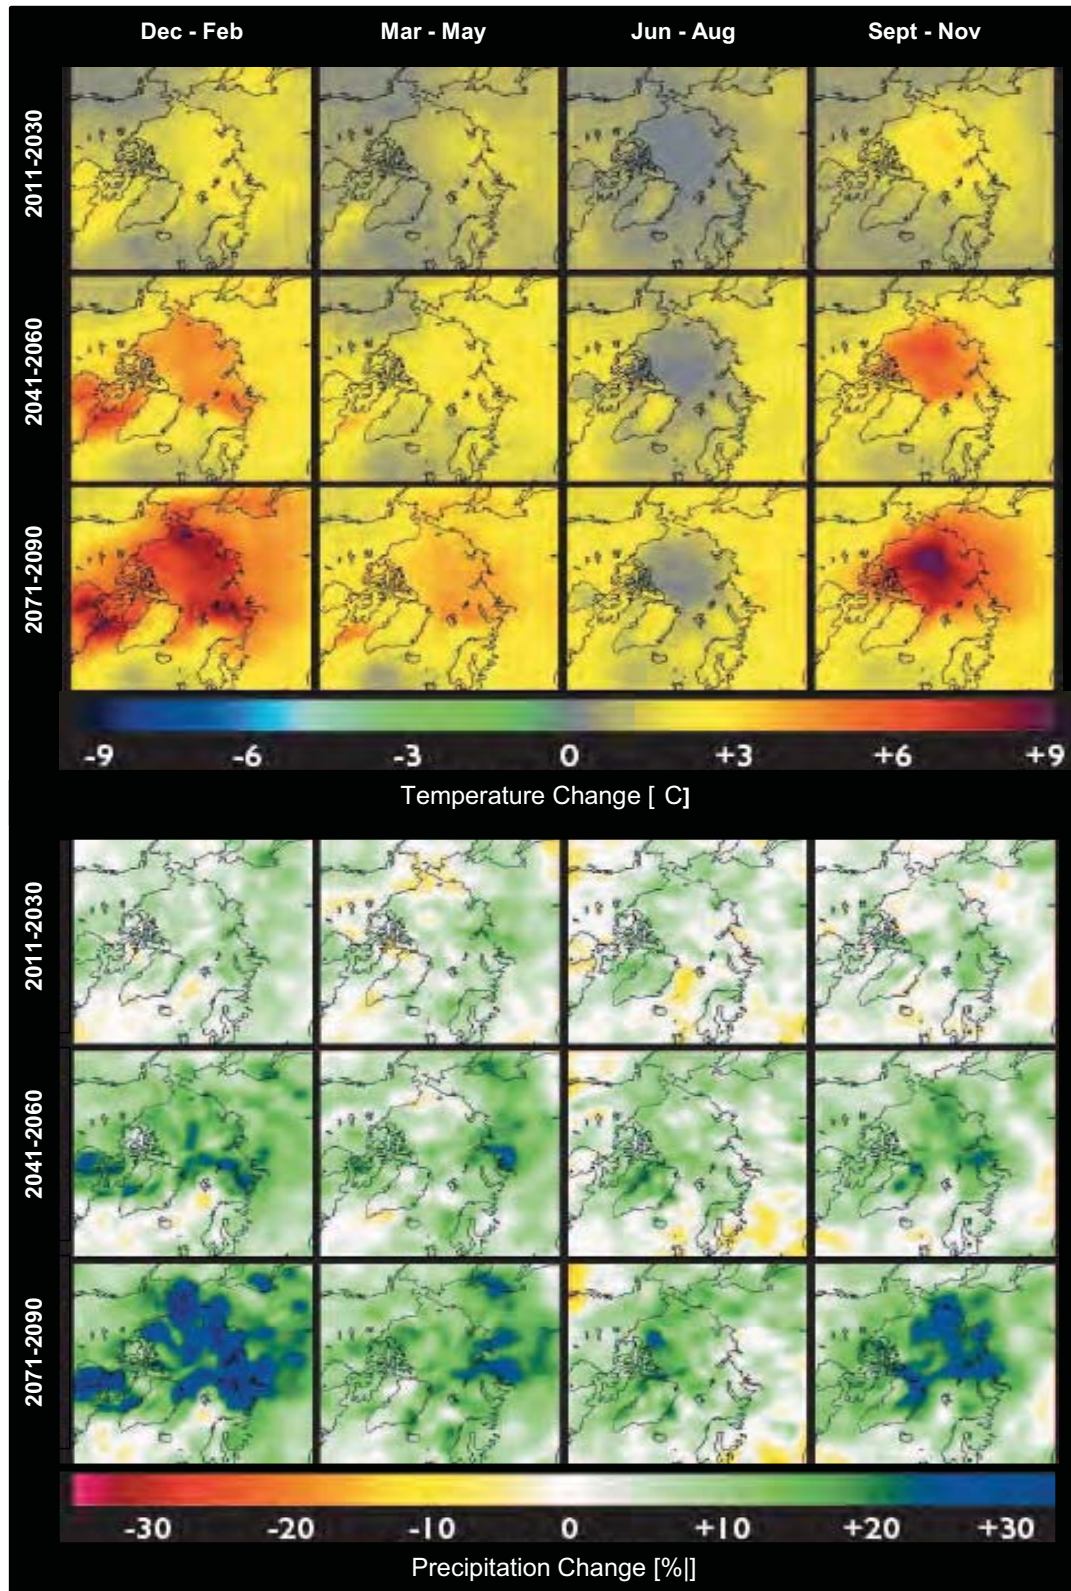 Dec - Feb Mar - May Jun - Aug Sept - Nov
2011-2030
2041-2060
2071-2090
-9 -6 -3 0 +3 +6 +9
Temperature Change [ C]
2011-2030
2041-2060
2071-2090
-30 -20 -10 0 +10 +20 +30
Precipitation Change [%|]